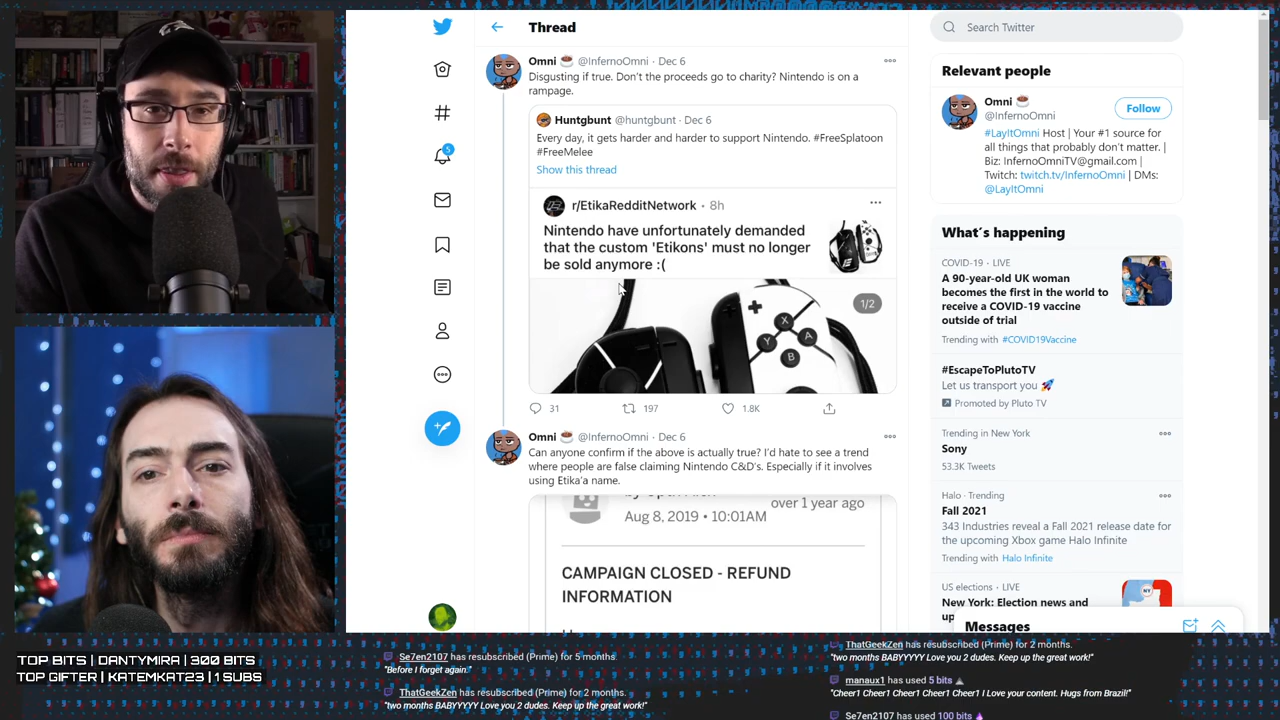 Thread
Omni ☕ @InfernoOmni · Dec 6
Disgusting if true. Don't the proceeds go to charity? Nintendo is on a
rampage.
Huntgbunt @huntgbunt · Dec 6
Every day, it gets harder and harder to support Nintendo. #FreeSplatoon
#FreeMelee
Show this thread
r/EtikaRedditNetwork • 8h
Nintendo have unfortunately demanded
that the custom 'Etikons' must no longer
be sold anymore :(
1/2
Y
X
A
B
31
197
1.8K
Omni ☕ @InfernoOmni · Dec 6
Can anyone confirm if the above is actually true? I'd hate to see a trend
where people are false claiming Nintendo C&D's. Especially if it involves
using Etika'a name.
over 1 year ago
Aug 8, 2019 • 10:01AM
CAMPAIGN CLOSED - REFUND
INFORMATION
5
Search Twitter
Relevant people
Omni ☕
@InfernoOmni
Follow
#LayItOmni Host | Your #1 source for
all things that probably don't matter. |
Biz: InfernoOmniTV@gmail.com |
Twitch: twitch.tv/InfernoOmni | DMs:
@LayItOmni
What's happening
COVID-19 · LIVE
A 90-year-old UK woman
becomes the first in the world to
receive a COVID-19 vaccine
outside of trial
Trending with #COVID19Vaccine
#EscapeToPlutoTV
Let us transport you 🚀
Promoted by Pluto TV
Trending in New York
Sony
53.3K Tweets
Halo · Trending
Fall 2021
343 Industries reveal a Fall 2021 release date for
the upcoming Xbox game Halo Infinite
Trending with Halo Infinite
US elections · LIVE
New York: Election news and
NY
Messages
TOP BITS | DANTYMIRA | 300 BITS
TOP GIFTER | KATEMKAT23 | 1 SUBS
Se7en2107 has resubscribed (Prime) for 5 months.
"Before I forget again."
ThatGeekZen has resubscribed (Prime) for 2 months.
"two months BABYYYYY Love you 2 dudes. Keep up the great work!"
ThatGeekZen has resubscribed (Prime) for 2 months.
"two months BABYYYYY Love you 2 dudes. Keep up the great work!"
manaux1 has used 5 bits
"Cheer1 Cheer1 Cheer1 Cheer1 Cheer1 I Love your content. Hugs from Brazil!"
Se7en2107 has used 100 bits